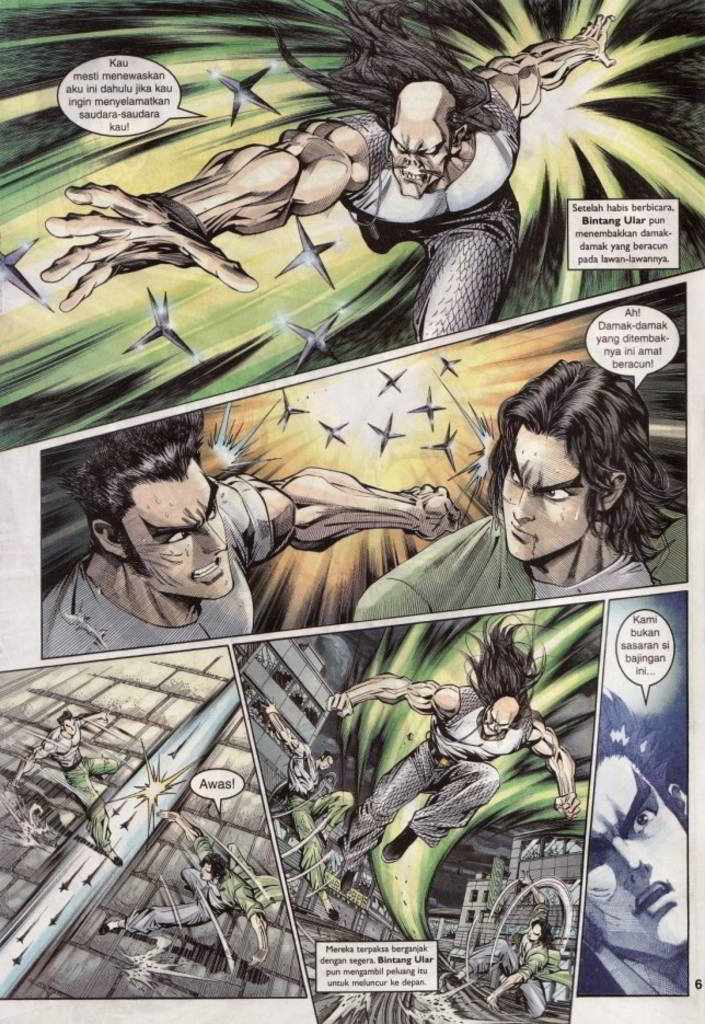 Kau
mesti menewaskan
aku ini dahulu jika kau
ingin menyelamatkan
saudara-saudara
kau!
Setelah habis berbicara,
Bintang Ular pun
menembakkan damak-
damak yang beracun
pada lawan-lawannya.
Ah!
Damak-damak
yang ditembak-
nya ini amat
berbahaya!
Awas!
Mereka terpaksa berganjak
dengan segera. Bintang Ular
pun mengambil peluang itu
untuk meluncur ke depan.
Kami
bukan
sasaran si
bajingan
ini...
6